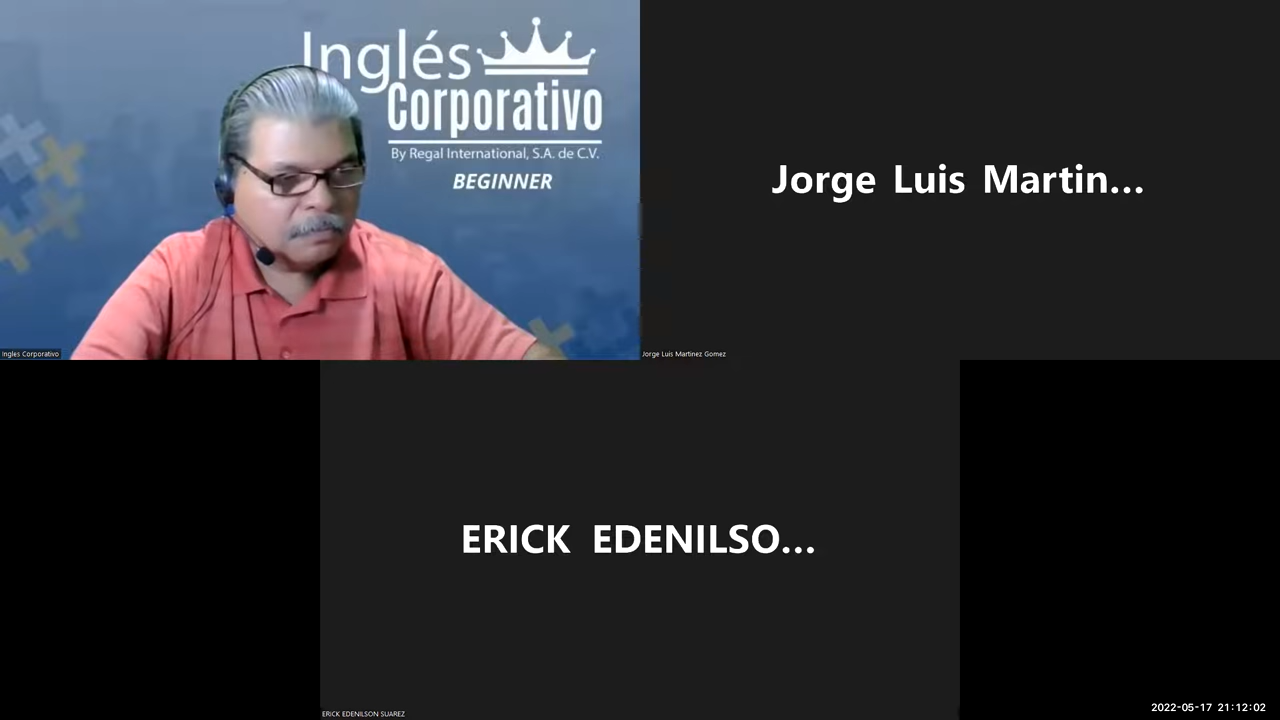 Inglés
Corporativo
By Regal International, S.A. de C.V.
BEGINNER
Ingles Corporativo
Jorge Luis Martin...
Jorge Luis Martinez Gomez
ERICK EDENILSO...
ERICK EDENILSON SUAREZ
2022-05-17 21:12:02